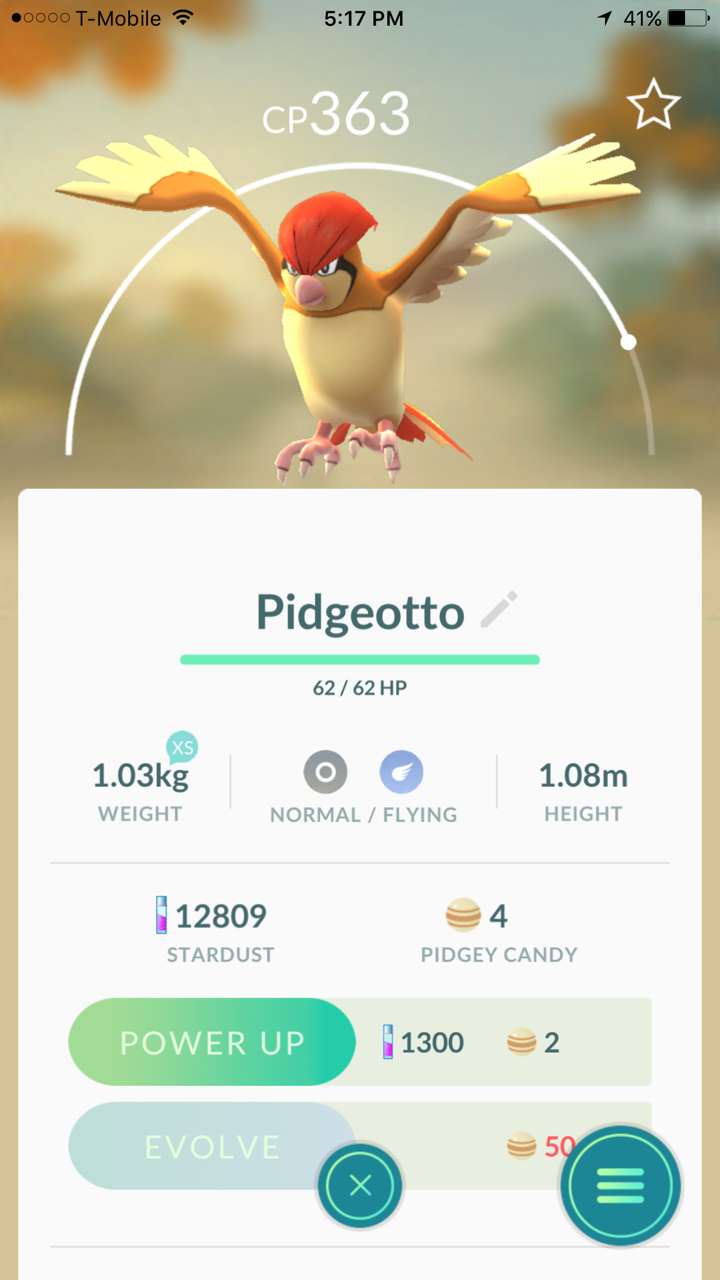 T-Mobile 5:17 PM 41%
CP363
Pidgeotto
62 / 62 HP
XS
1.03kg 1.08m
WEIGHT NORMAL / FLYING HEIGHT
12809 4
STARDUST PIDGEY CANDY
POWER UP 1300 2
EVOLVE 50